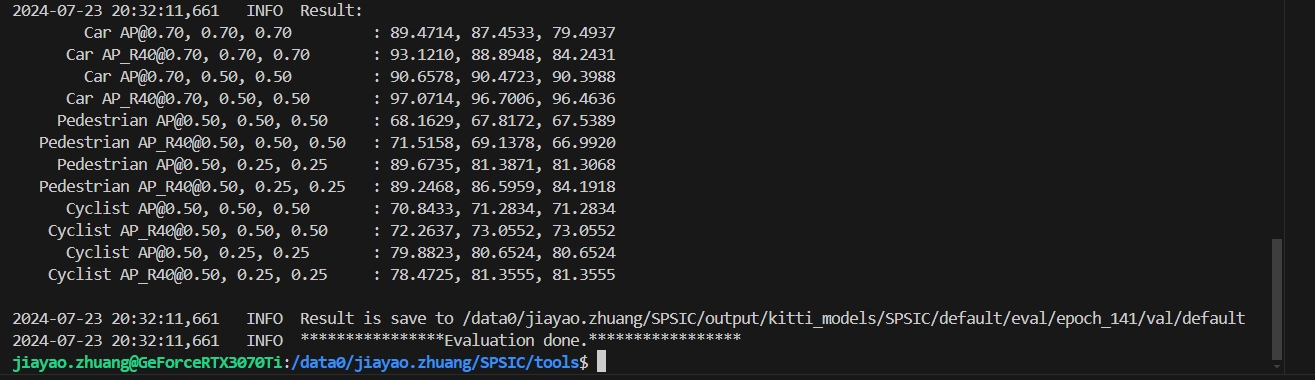 2024-07-23 20:32:11,661   INFO  Result:
Car AP@0.70, 0.70, 0.70         : 89.4714, 87.4533, 79.4937
Car AP_R40@0.70, 0.70, 0.70       : 93.1210, 88.8948, 84.2431
Car AP@0.70, 0.50, 0.50         : 90.6578, 90.4723, 90.3988
Car AP_R40@0.70, 0.50, 0.50       : 97.0714, 96.7006, 96.4636
Pedestrian AP@0.50, 0.50, 0.50     : 68.1629, 67.8172, 67.5389
Pedestrian AP_R40@0.50, 0.50, 0.50   : 71.5158, 69.1378, 66.9920
Pedestrian AP@0.50, 0.25, 0.25     : 89.6735, 81.3871, 81.3068
Pedestrian AP_R40@0.50, 0.25, 0.25   : 89.2468, 86.5959, 84.1918
Cyclist AP@0.50, 0.50, 0.50       : 70.8433, 71.2834, 71.2834
Cyclist AP_R40@0.50, 0.50, 0.50     : 72.2637, 73.0552, 73.0552
Cyclist AP@0.50, 0.25, 0.25       : 79.8823, 80.6524, 80.6524
Cyclist AP_R40@0.50, 0.25, 0.25     : 78.4725, 81.3555, 81.3555
2024-07-23 20:32:11,661   INFO  Result is save to /data0/jiayao.zhuang/SPSIC/output/kitti_models/SPSIC/default/eval/epoch_141/val/default
2024-07-23 20:32:11,661   INFO  ****************Evaluation done.*****************
jiayao.zhuang@GeForceRTX3070Ti:/data0/jiayao.zhuang/SPSIC/tools$